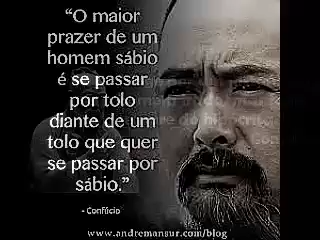 “O maior
prazer de um
homem sábio
é se passar
por tolo
diante de um
tolo que quer
se passar por
sábio.”
- Confúcio
www.andremansur.com/blog